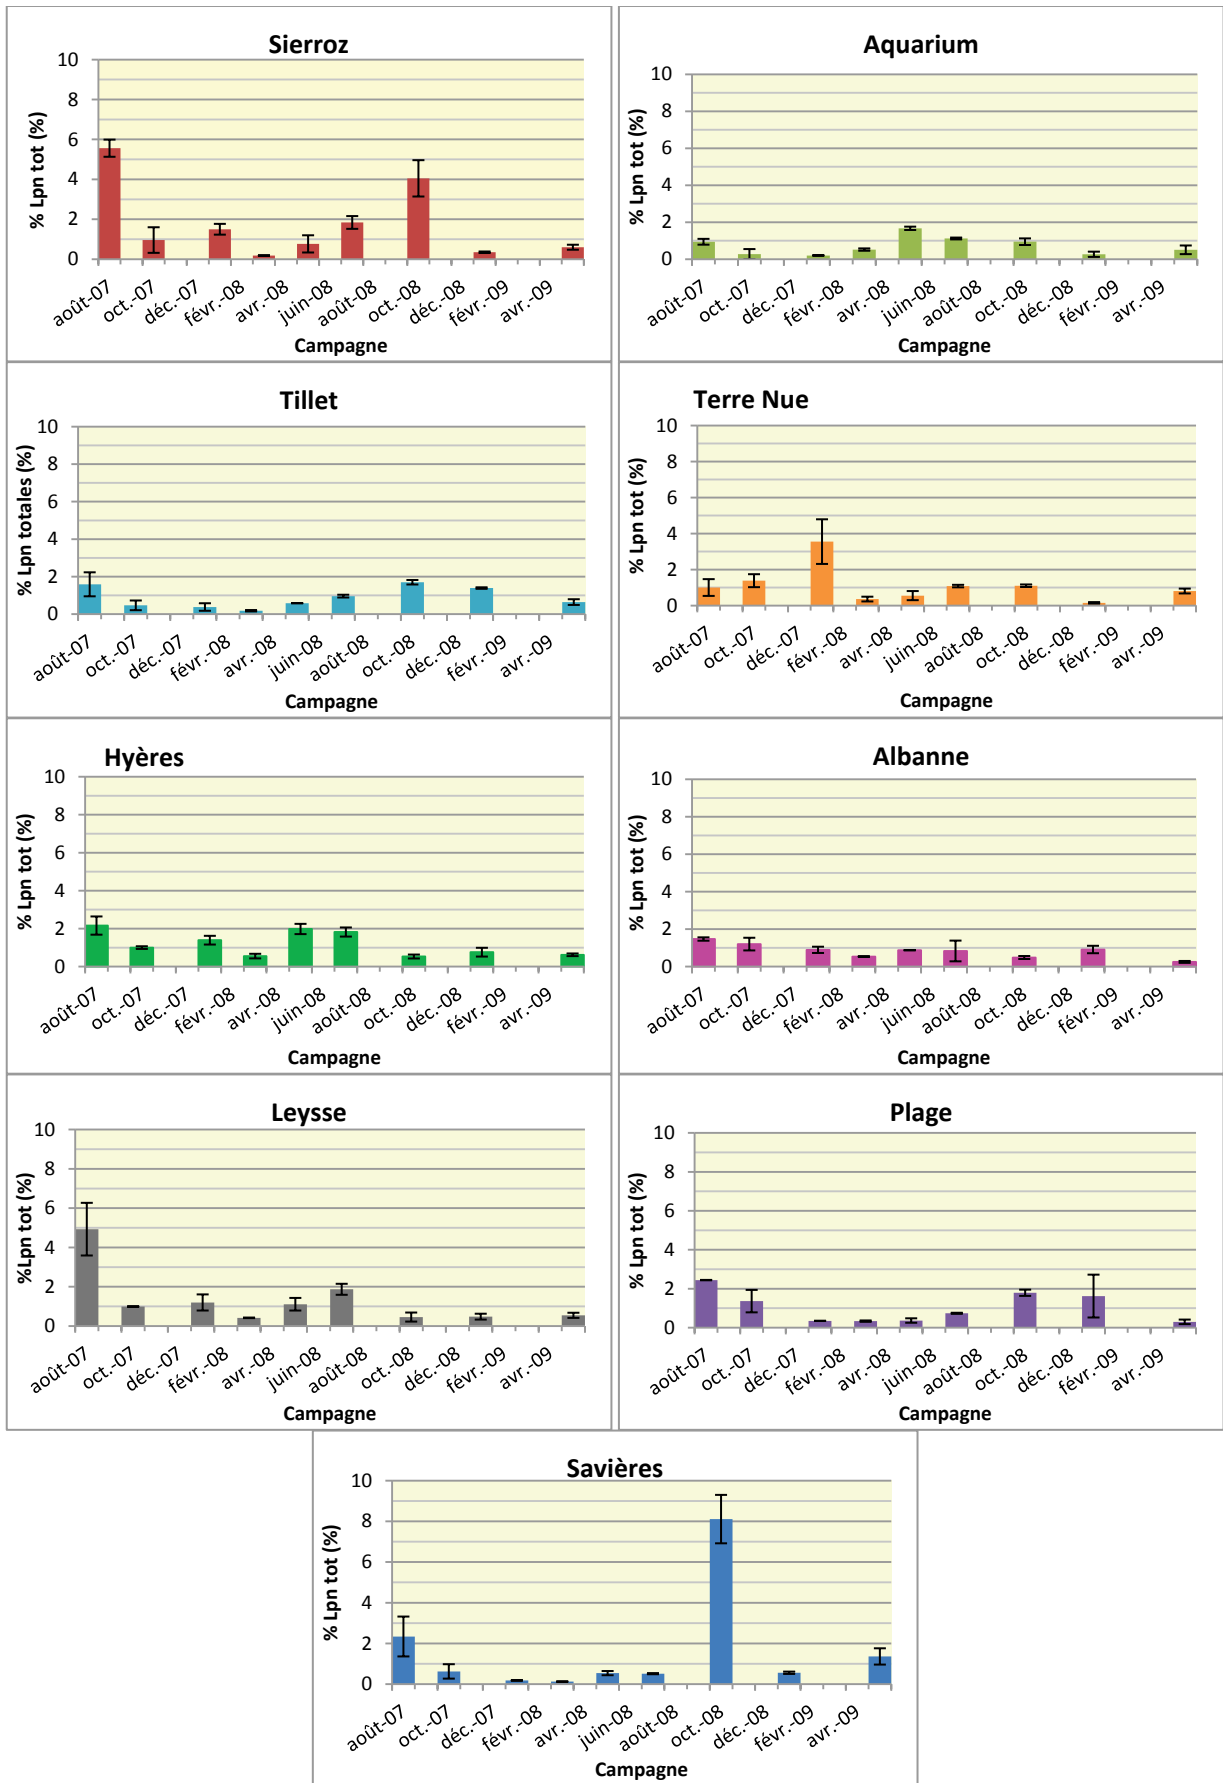 Sierroz
% Lpn tot (%)
10
8
6
4
2
0
août-07 oct.-07 déc.-07 févr.-08 avr.-08 juin-08 août-08 oct.-08 déc.-08 févr.-09 avr.-09
Campagne
Aquarium
% Lpn tot (%)
10
8
6
4
2
0
août-07 oct.-07 déc.-07 févr.-08 avr.-08 juin-08 août-08 oct.-08 déc.-08 févr.-09 avr.-09
Campagne
Tillet
% Lpn totales (%)
10
8
6
4
2
0
août-07 oct.-07 déc.-07 févr.-08 avr.-08 juin-08 août-08 oct.-08 déc.-08 févr.-09 avr.-09
Campagne
Terre Nue
% Lpn tot (%)
10
8
6
4
2
0
août-07 oct.-07 déc.-07 févr.-08 avr.-08 juin-08 août-08 oct.-08 déc.-08 févr.-09 avr.-09
Campagne
Hyères
% Lpn tot (%)
10
8
6
4
2
0
août-07 oct.-07 déc.-07 févr.-08 avr.-08 juin-08 août-08 oct.-08 déc.-08 févr.-09 avr.-09
Campagne
Albanne
% Lpn tot (%)
10
8
6
4
2
0
août-07 oct.-07 déc.-07 févr.-08 avr.-08 juin-08 août-08 oct.-08 déc.-08 févr.-09 avr.-09
Campagne
Leysse
%Lpn tot (%)
10
8
6
4
2
0
août-07 oct.-07 déc.-07 févr.-08 avr.-08 juin-08 août-08 oct.-08 déc.-08 févr.-09 avr.-09
Campagne
Plage
% Lpn tot (%)
10
8
6
4
2
0
août-07 oct.-07 déc.-07 févr.-08 avr.-08 juin-08 août-08 oct.-08 déc.-08 févr.-09 avr.-09
Campagne
Savières
% Lpn tot (%)
10
8
6
4
2
0
août-07 oct.-07 déc.-07 févr.-08 avr.-08 juin-08 août-08 oct.-08 déc.-08 févr.-09 avr.-09
Campagne